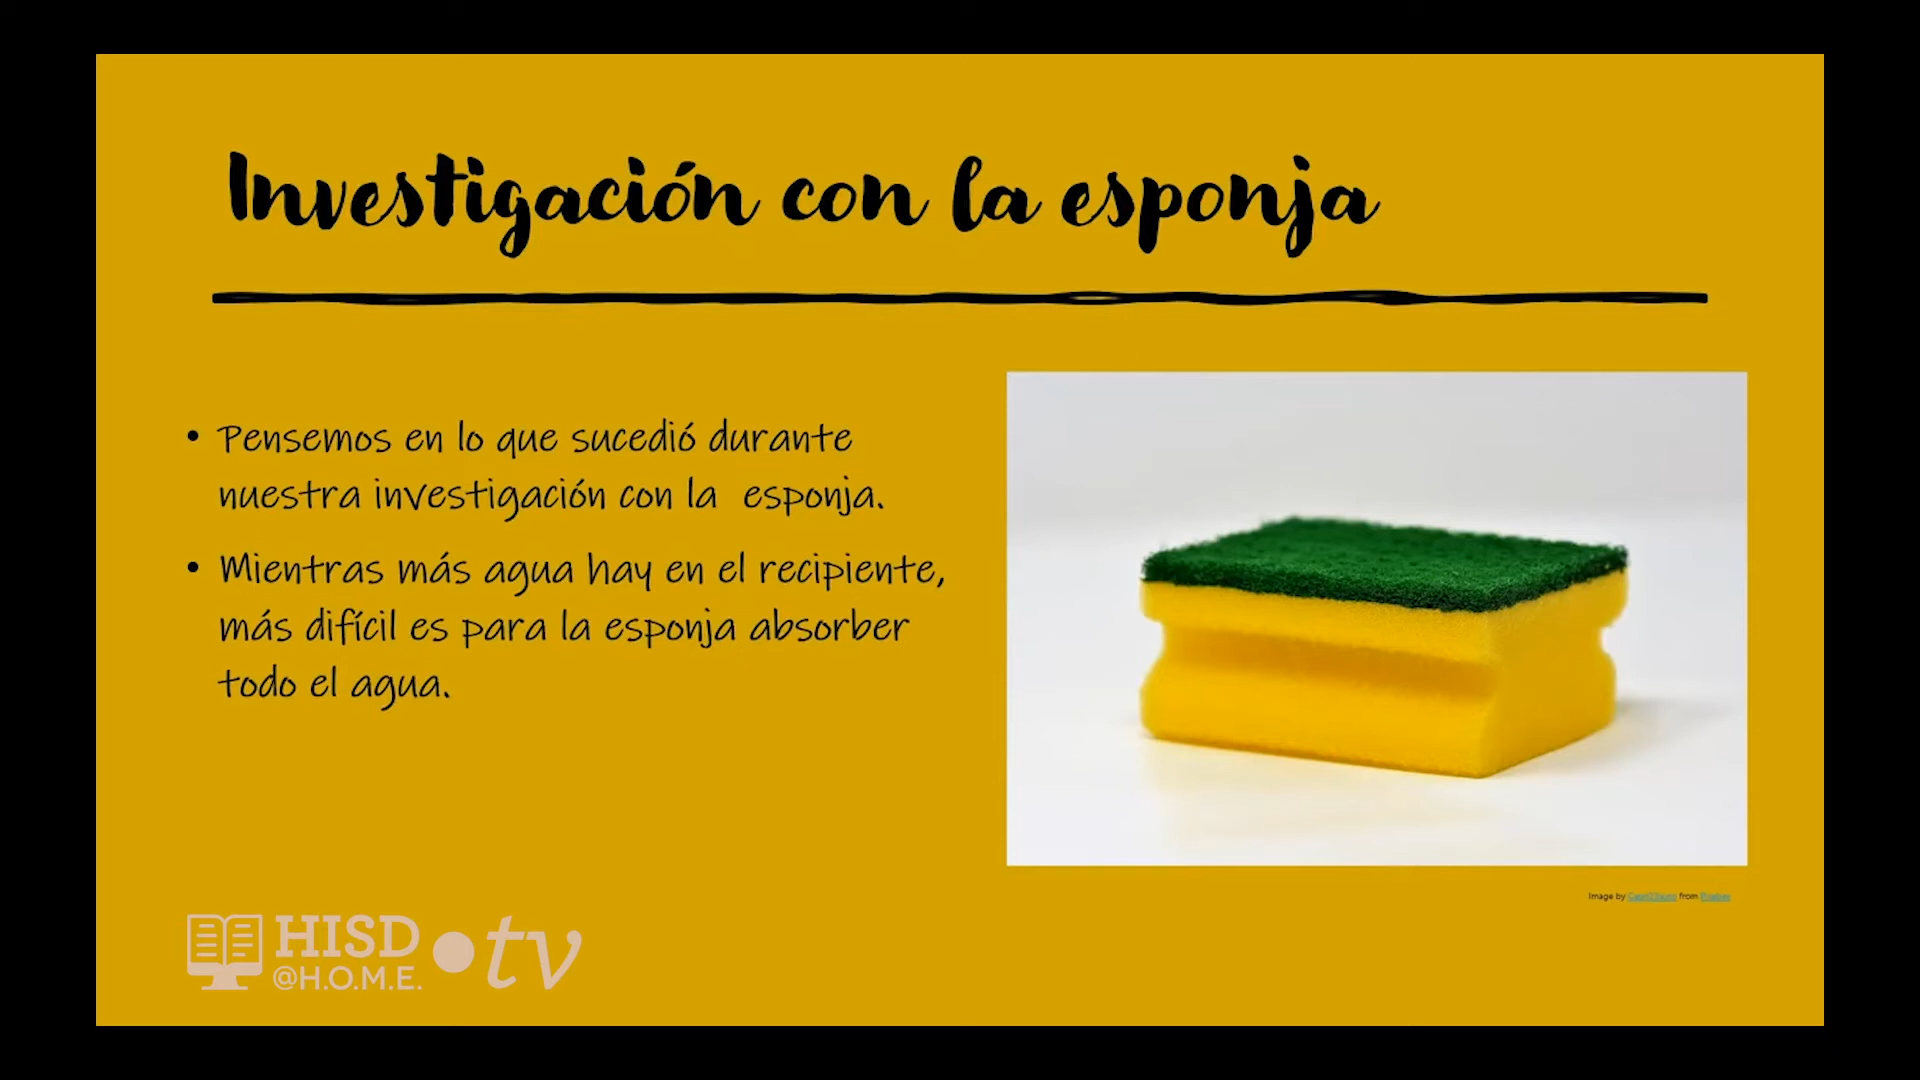 Investigación con la esponja
• Pensemos en lo que sucedió durante
nuestra investigación con la esponja.
• Mientras más agua hay en el recipiente,
más difícil es para la esponja absorber
todo el agua.
Image by from Pixabay
HISD
@H.O.M.E.
•tv